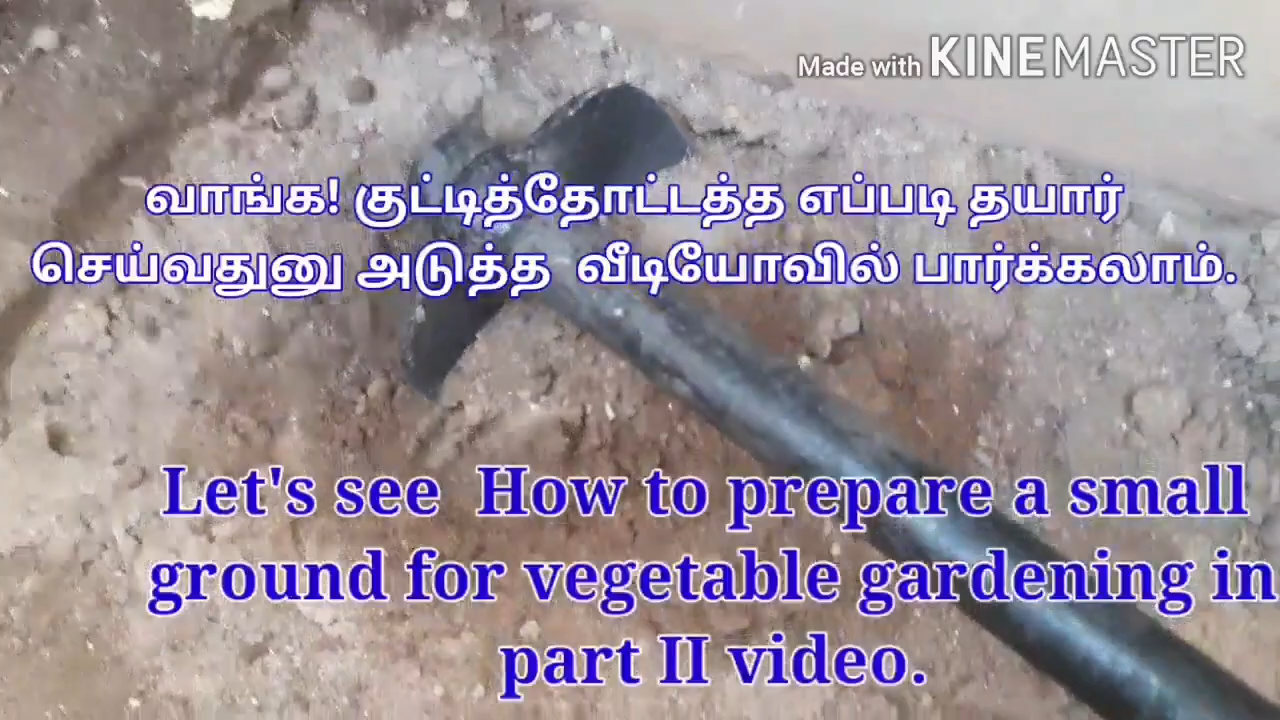 Made with KINEMASTER
வாங்க! குட்டித்தோட்டத்த எப்படி தயார்
செய்வதுனு அடுத்த வீடியோவில் பார்க்கலாம்.
Let's see How to prepare a small
ground for vegetable gardening in
part II video.